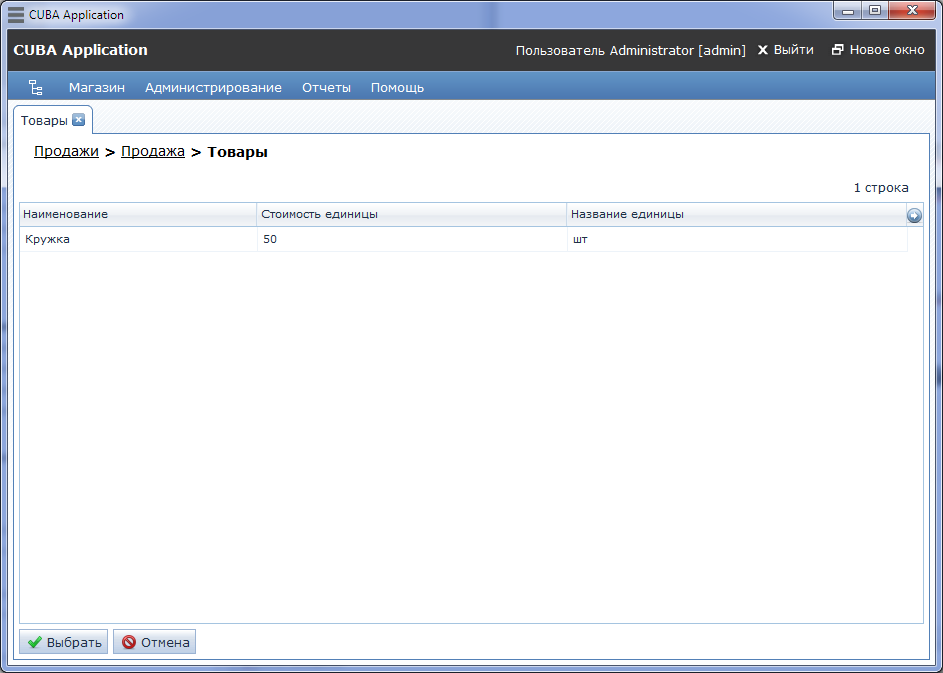 CUBA Application
CUBA Application Пользователь Administrator [admin] Выйти Новое окно
Магазин Администрирование Отчеты Помощь
Товары
Продажи > Продажа > Товары
1 строка
Наименование Стоимость единицы Название единицы
Кружка 50 шт
Выбрать Отмена